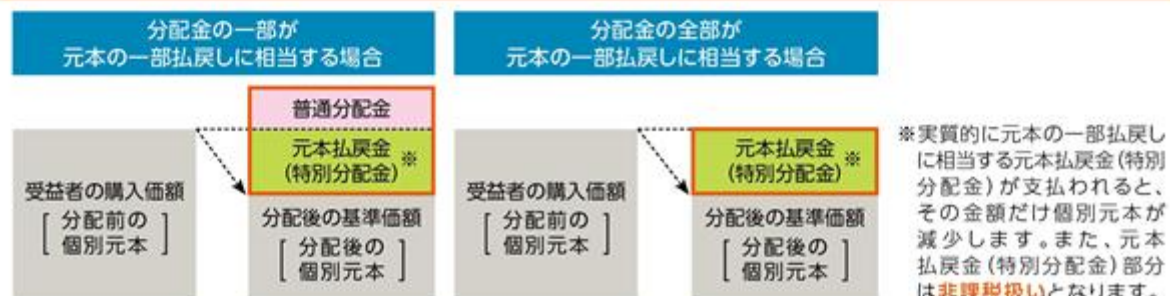 分配金の一部が
元本の一部払戻しに相当する場合
普通分配金
元本払戻金
(特別分配金)
※
受益者の購入価額
[ 分配前の
個別元本 ]
分配後の基準価額
[ 分配後の
個別元本 ]
分配金の全部が
元本の一部払戻しに相当する場合
元本払戻金
(特別分配金)
※
受益者の購入価額
[ 分配前の
個別元本 ]
分配後の基準価額
[ 分配後の
個別元本 ]
※実質的に元本の一部払戻し
に相当する元本払戻金(特別
分配金)が支払われると、
その金額だけ個別元本が
減少します。また、元本
払戻金(特別分配金)部分
は非課税扱いとなります。